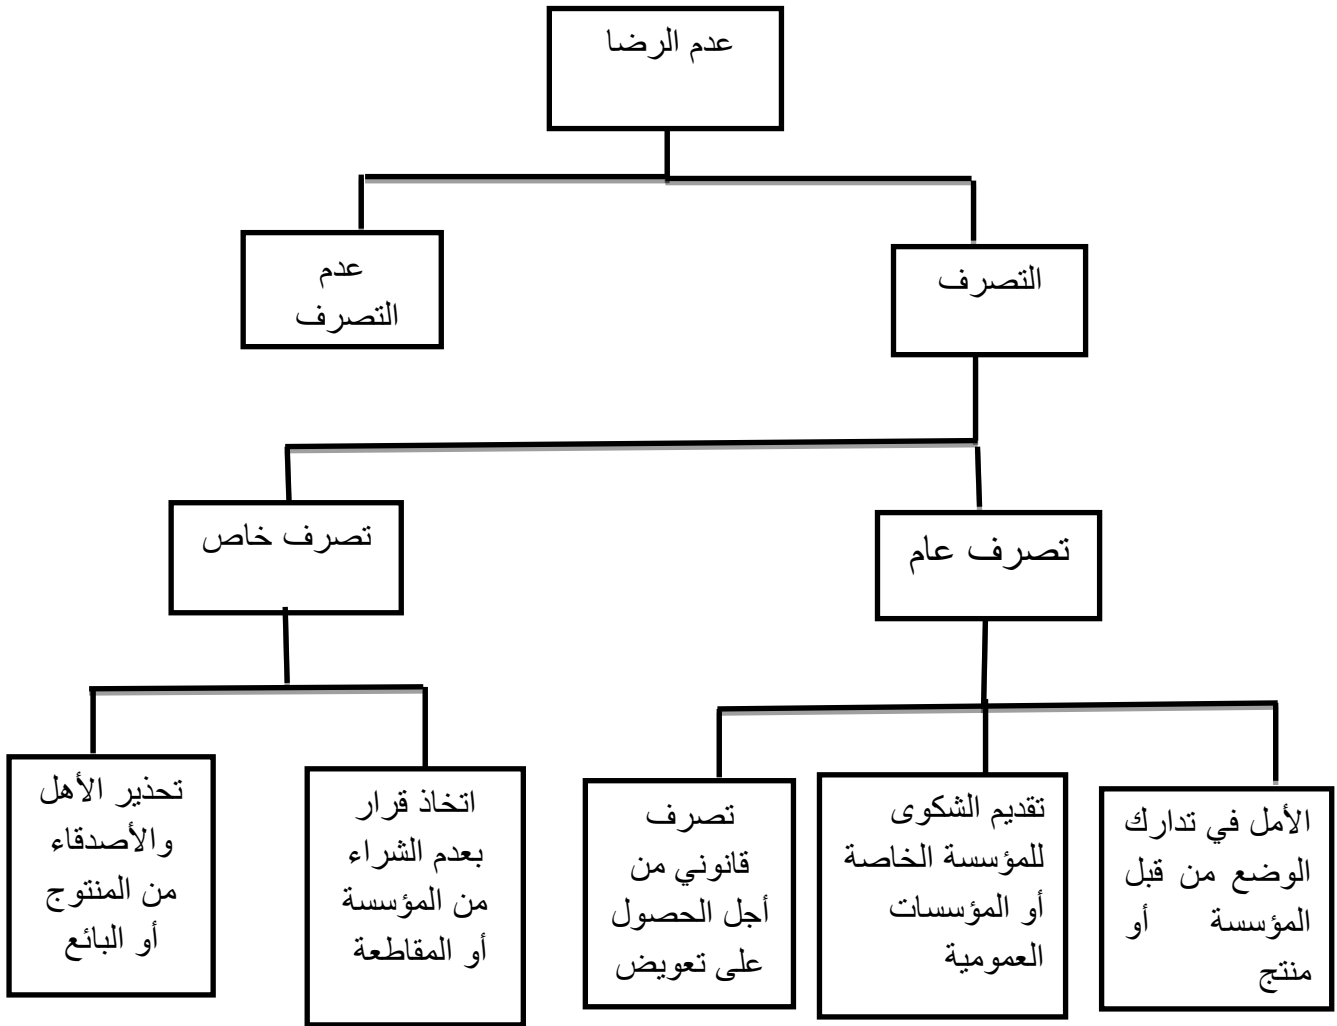 عدم الرضا
التصرف
عدم
التصرف
تصرف عام
تصرف خاص
الأمل في تدارك
الوضع من قبل
المؤسسة أو
منتج
تقديم الشكوى
للمؤسسة الخاصة
أو المؤسسات
العمومية
تصرف
قانوني من
أجل الحصول
على تعويض
اتخاذ قرار
بعدم الشراء
من المؤسسة
أو المقاطعة
تحذير الأهل
والأصدقاء
من المنتوج
أو البائع